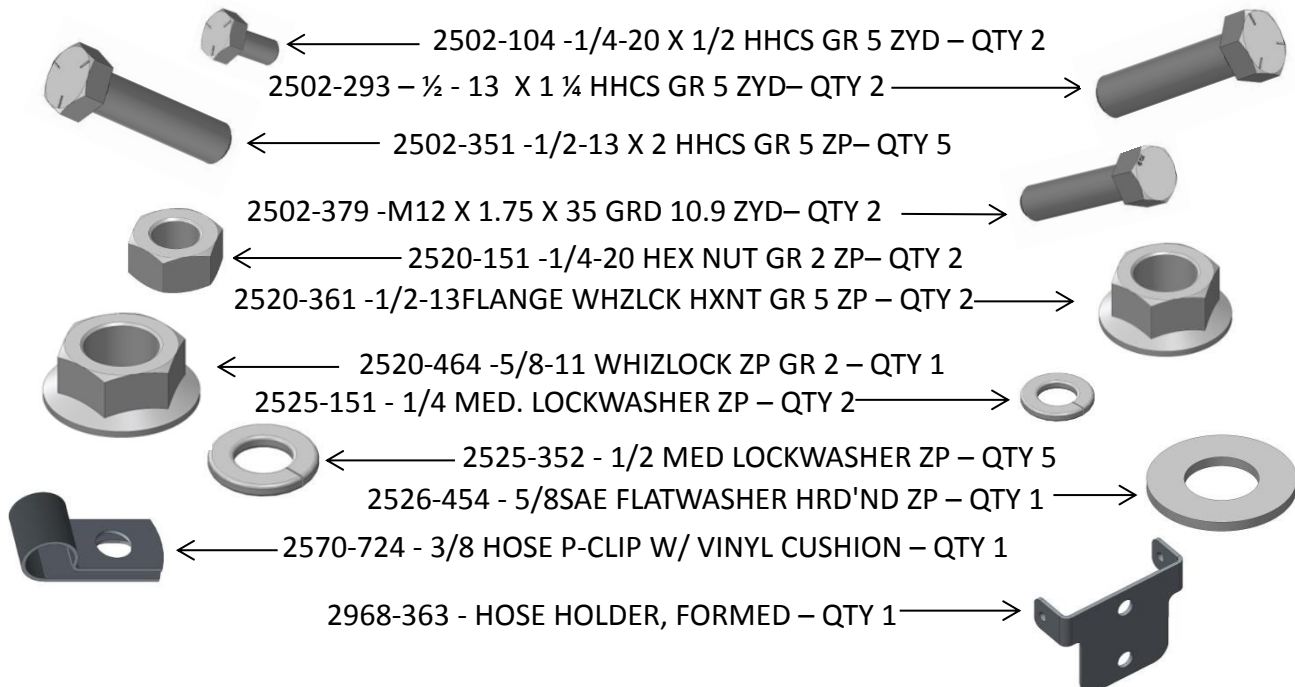 2502-104 -1/4-20 X 1/2 HHCS GR 5 ZYD – QTY 2
2502-293 – ½ - 13  X 1 ¼ HHCS GR 5 ZYD– QTY 2
2502-351 -1/2-13 X 2 HHCS GR 5 ZP– QTY 5
2502-379 -M12 X 1.75 X 35 GRD 10.9 ZYD– QTY 2
2520-151 -1/4-20 HEX NUT GR 2 ZP– QTY 2
2520-361 -1/2-13FLANGE WHZLCK HXNT GR 5 ZP – QTY 2
2520-464 -5/8-11 WHIZLOCK ZP GR 2 – QTY 1
2525-151 - 1/4 MED. LOCKWASHER ZP – QTY 2
2525-352 - 1/2 MED LOCKWASHER ZP – QTY 5
2526-454 - 5/8SAE FLATWASHER HRD'ND ZP – QTY 1
2570-724 - 3/8 HOSE P-CLIP W/ VINYL CUSHION – QTY 1
2968-363 - HOSE HOLDER, FORMED – QTY 1